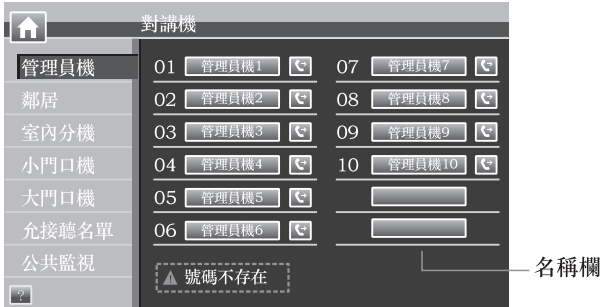 對講機
管理員機
鄰居
室內分機
小門口機
大門口機
允接聽名單
公共監視
?
01 管理員機1
02 管理員機2
03 管理員機3
04 管理員機4
05 管理員機5
06 管理員機6
07 管理員機7
08 管理員機8
09 管理員機9
10 管理員機10
號碼不存在
名稱欄